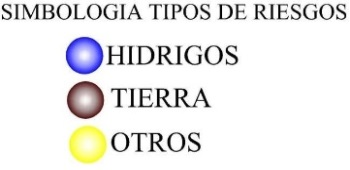 SIMBOLOGIA TIPOS DE RIESGOS
HIDRIGOS
TIERRA
OTROS